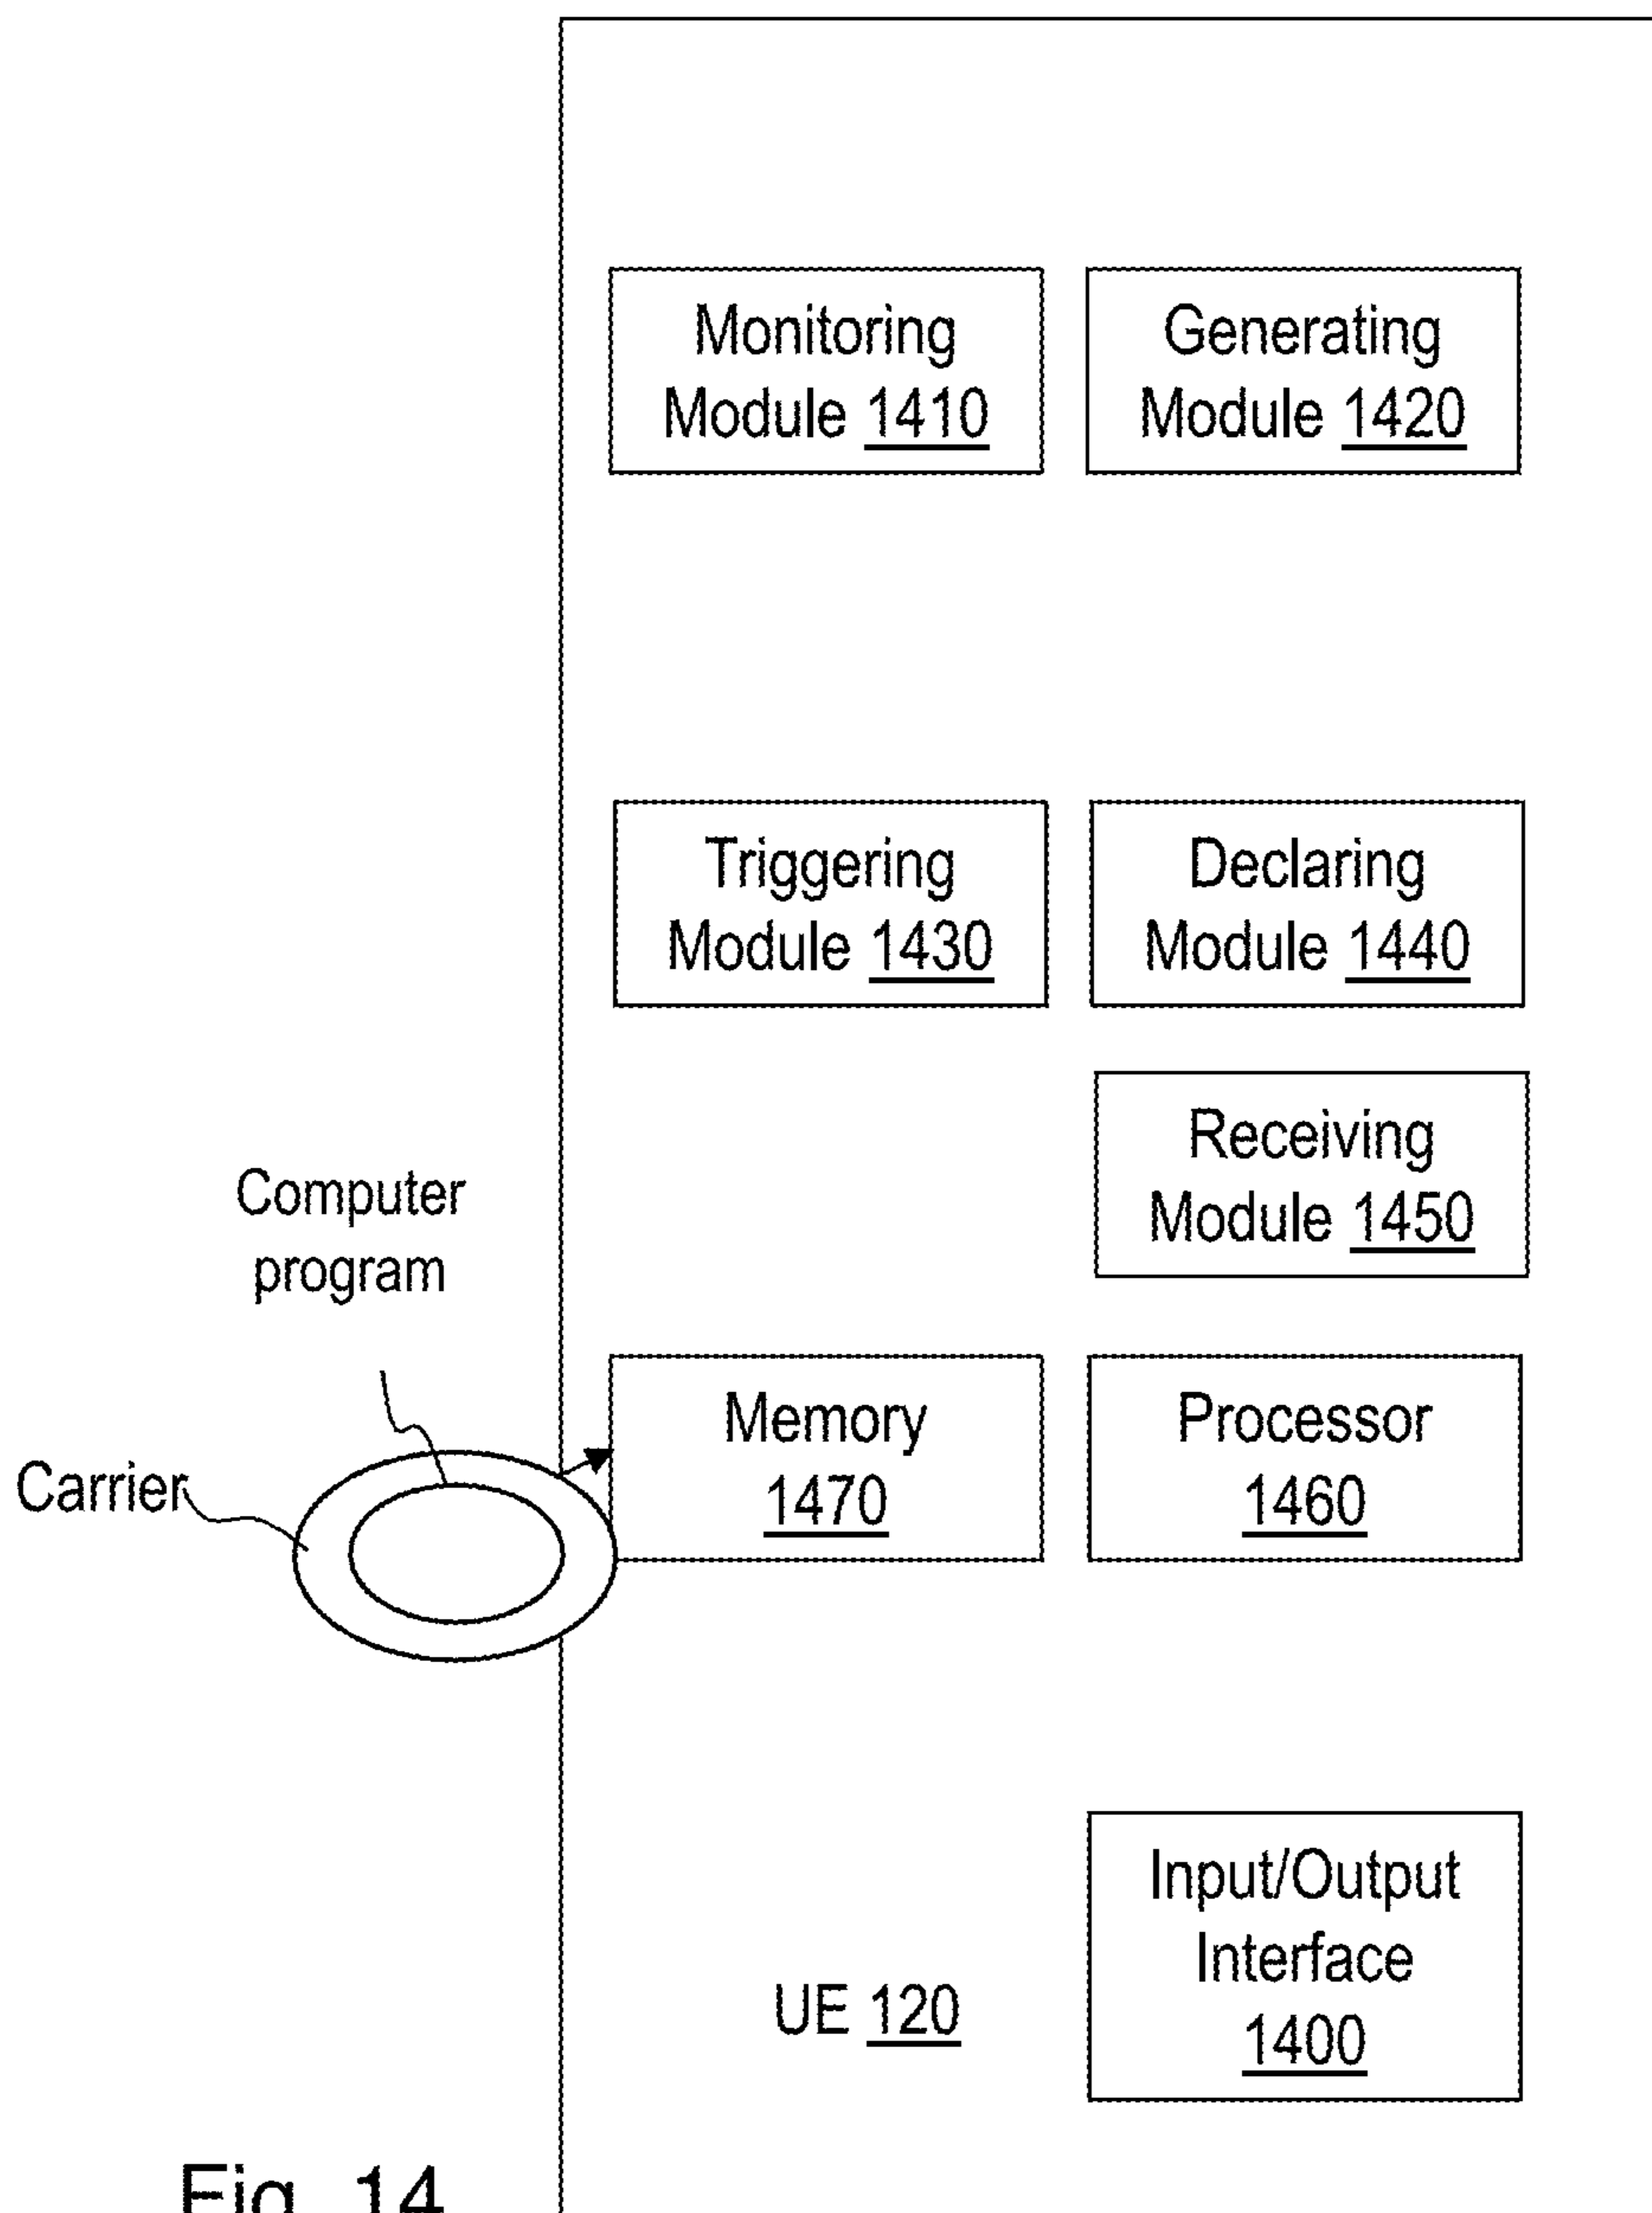 Monitoring
Module 1410
Generating
Module 1420
Triggering
Module 1430
Declaring
Module 1440
Receiving
Module 1450
Computer
program
Carrier
Memory
1470
Processor
1460
Input/Output
Interface
1400
UE 120
Fig. 14